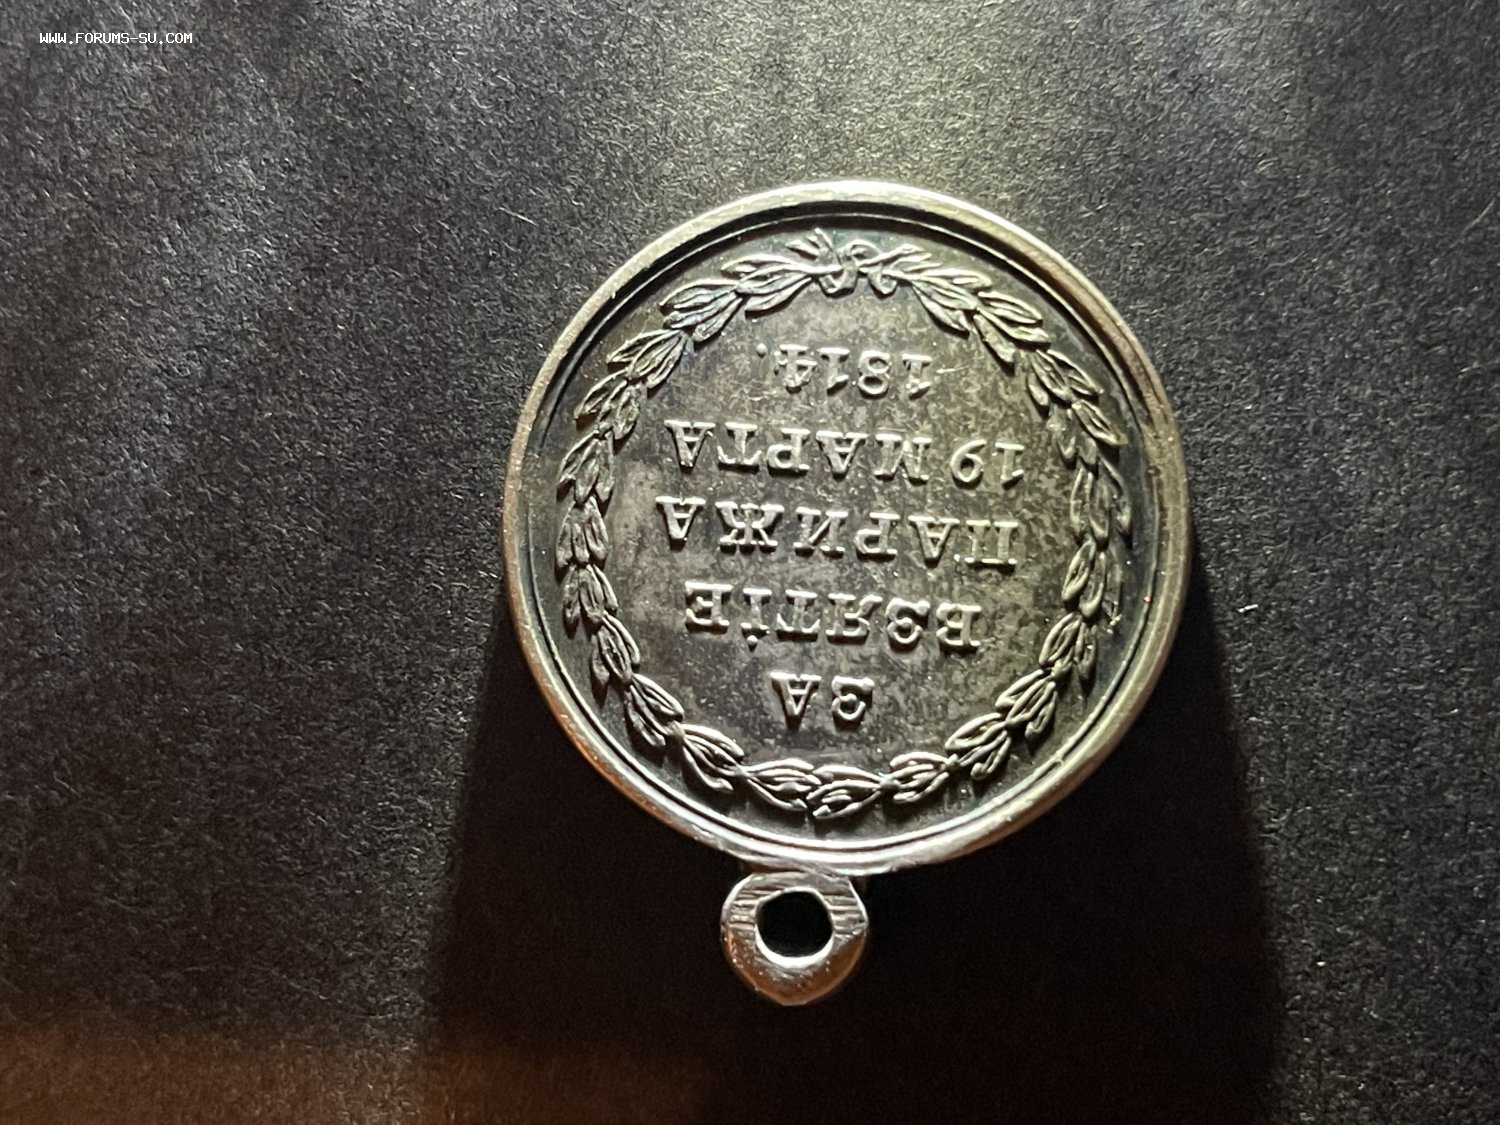 WWW.FORUMS-SU.COM
ЗА
ВЗЯТІЕ
ПАРИЖА
19 МАРТА
1814.